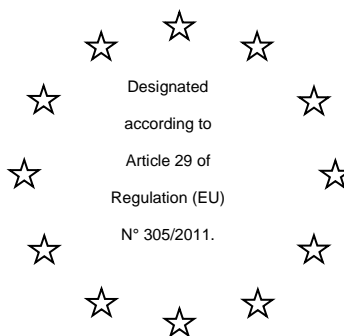 Designated
according to
Article 29 of
Regulation (EU)
N° 305/2011.